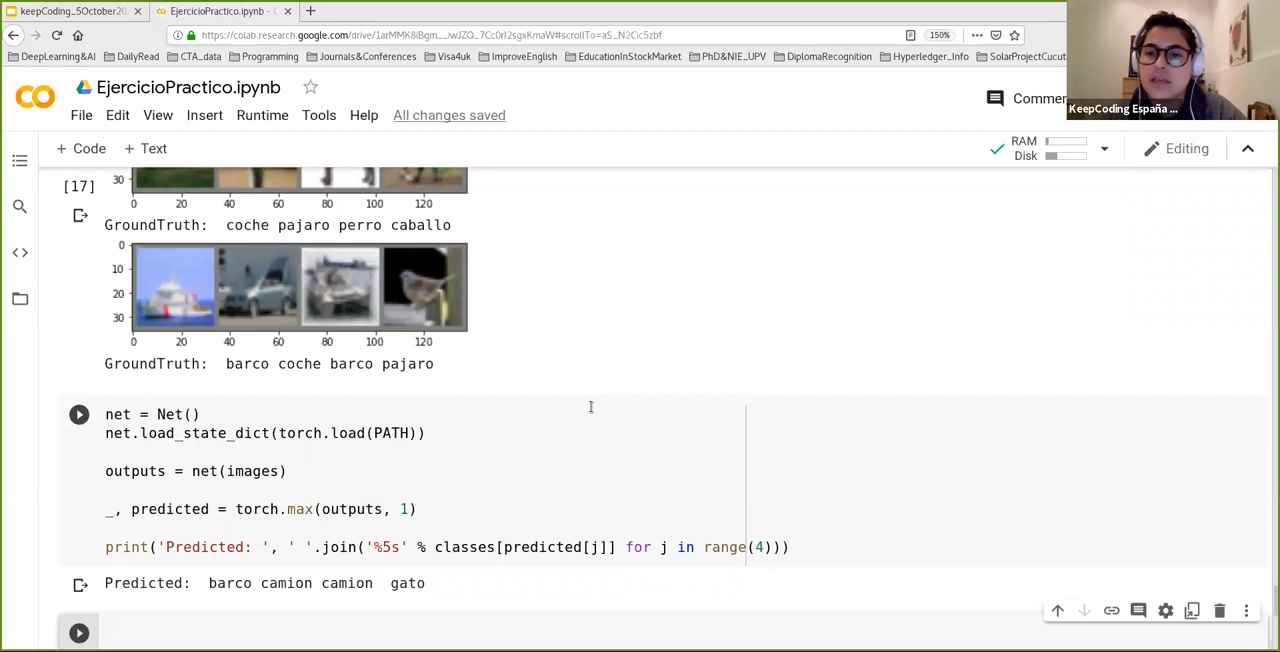 keepCoding_5October20
EjercicioPractico.ipynb - C
https://colab.research.google.com/drive/1arMMK8iBgm__iwJZQ_7Cc0rI2sgxKmaW#scrollTo=aS_N2Cic5zbf
150%
DeepLearning&AI DailyRead CTA_data Programming Journals&Conferences Visa4uk ImproveEnglish EducationInStockMarket PhD&NIE_UPV DiplomaRecognition Hyperledger_Info SolarProjectCucut
KeepCoding España ...
CO
EjercicioPractico.ipynb
Commen
File Edit View Insert Runtime Tools Help All changes saved
+ Code + Text
RAM
Disk
Editing
[17]
30
0 20 40 60 80 100 120
GroundTruth: coche pajaro perro caballo
0
10
20
30
0 20 40 60 80 100 120
GroundTruth: barco coche barco pajaro
net = Net()
net.load_state_dict(torch.load(PATH))
outputs = net(images)
_, predicted = torch.max(outputs, 1)
print('Predicted: ', ' '.join('%5s' % classes[predicted[j]] for j in range(4)))
Predicted: barco camion camion gato